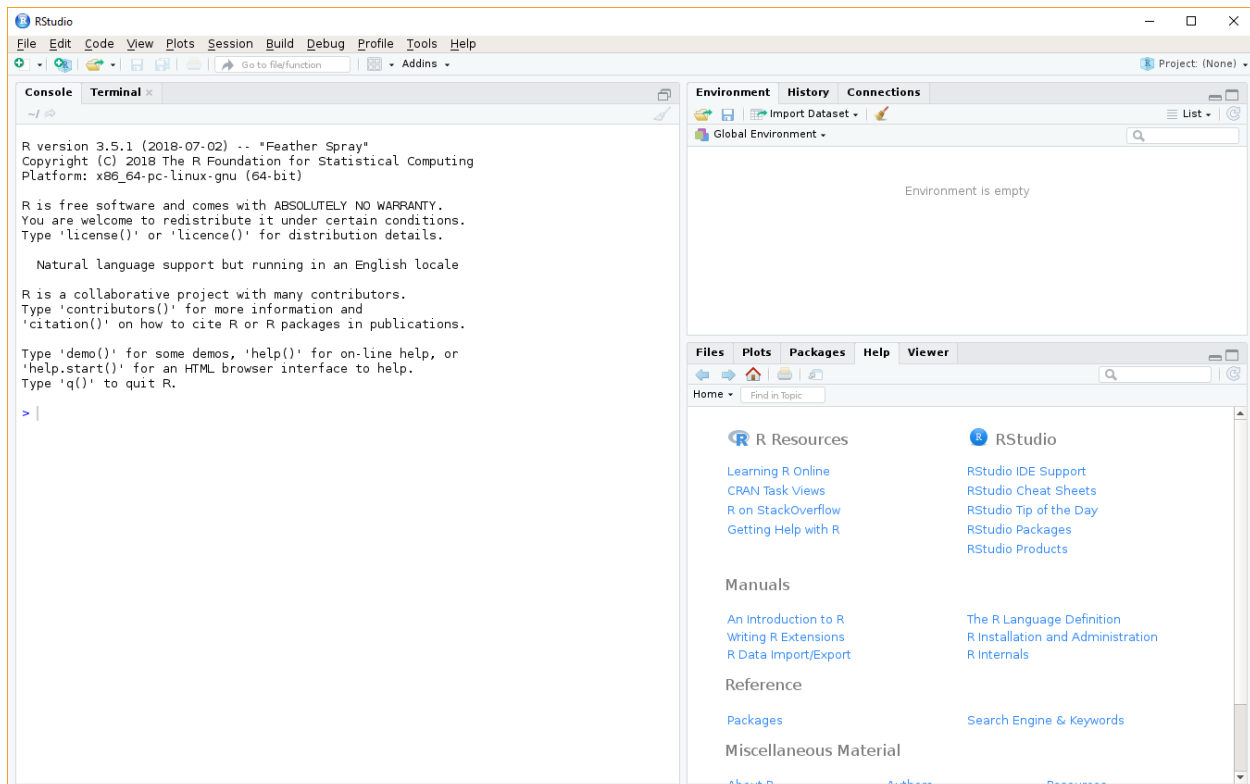 RStudio
File Edit Code View Plots Session Build Debug Profile Tools Help
Go to file/function Addins Project: (None)
Console Terminal
~/
R version 3.5.1 (2018-07-02) -- "Feather Spray"
Copyright (C) 2018 The R Foundation for Statistical Computing
Platform: x86_64-pc-linux-gnu (64-bit)
R is free software and comes with ABSOLUTELY NO WARRANTY.
You are welcome to redistribute it under certain conditions.
Type 'license()' or 'licence()' for distribution details.
Natural language support but running in an English locale
R is a collaborative project with many contributors.
Type 'contributors()' for more information and
'citation()' on how to cite R or R packages in publications.
Type 'demo()' for some demos, 'help()' for on-line help, or
'help.start()' for an HTML browser interface to help.
Type 'q()' to quit R.
>
Environment History Connections
Import Dataset List
Global Environment
Environment is empty
Files Plots Packages Help Viewer
Home Find in Topic
R Resources
Learning R Online
CRAN Task Views
R on StackOverflow
Getting Help with R
RStudio
RStudio IDE Support
RStudio Cheat Sheets
RStudio Tip of the Day
RStudio Packages
RStudio Products
Manuals
An Introduction to R
Writing R Extensions
R Data Import/Export
The R Language Definition
R Installation and Administration
R Internals
Reference
Packages Search Engine & Keywords
Miscellaneous Material
About R Authors Resources